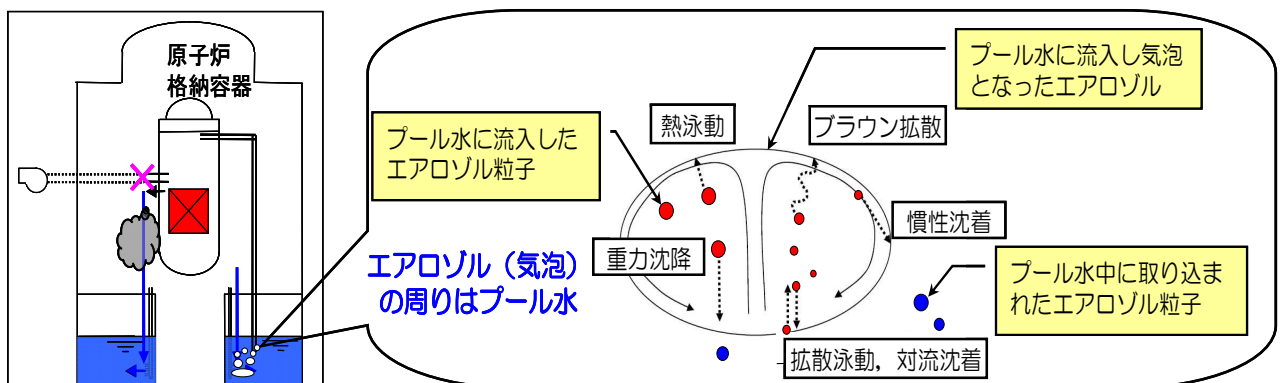 原子炉
格納容器
プール水に流入した
エアロゾル粒子
エアロゾル（気泡）
の周りはプール水
プール水に流入し気泡
となったエアロゾル
熱泳動
ブラウン拡散
慣性沈着
重力沈降
プール水中に取り込ま
れたエアロゾル粒子
拡散泳動，対流沈着